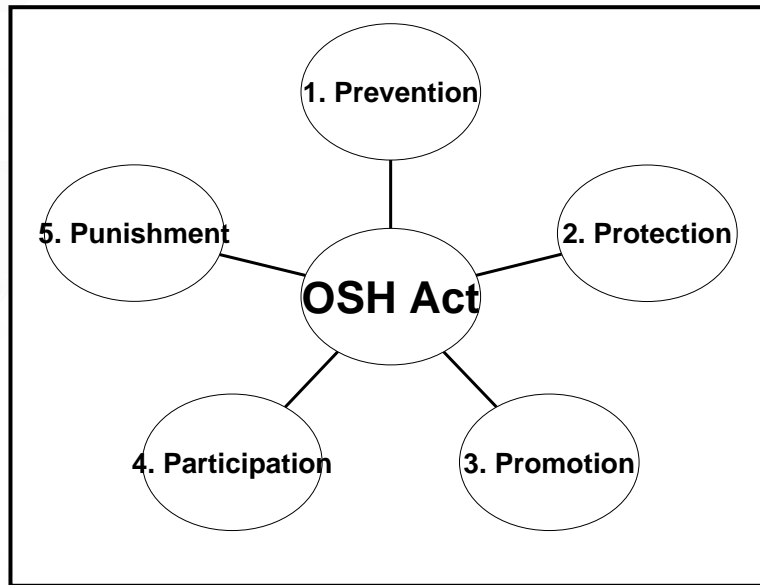 1. Prevention
5. Punishment
2. Protection
OSH Act
4. Participation
3. Promotion